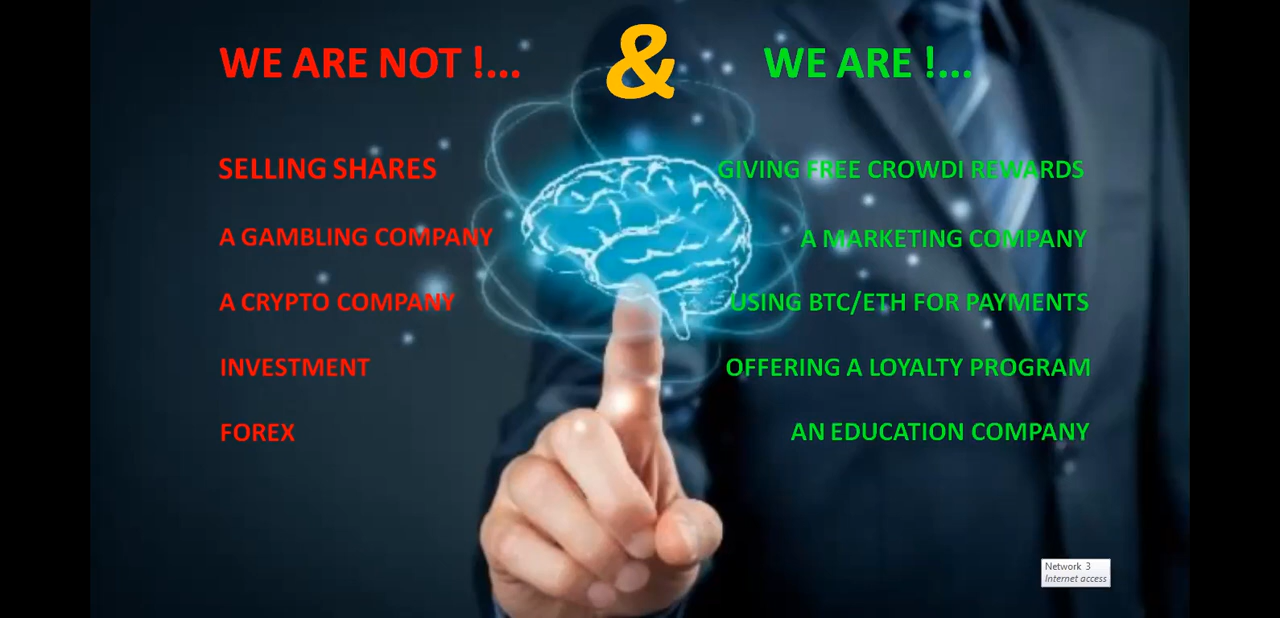 WE ARE NOT !...
&
WE ARE !...
SELLING SHARES
GIVING FREE CROWDI REWARDS
A GAMBLING COMPANY
A MARKETING COMPANY
A CRYPTO COMPANY
USING BTC/ETH FOR PAYMENTS
INVESTMENT
OFFERING A LOYALTY PROGRAM
FOREX
AN EDUCATION COMPANY
Network 3
Internet access